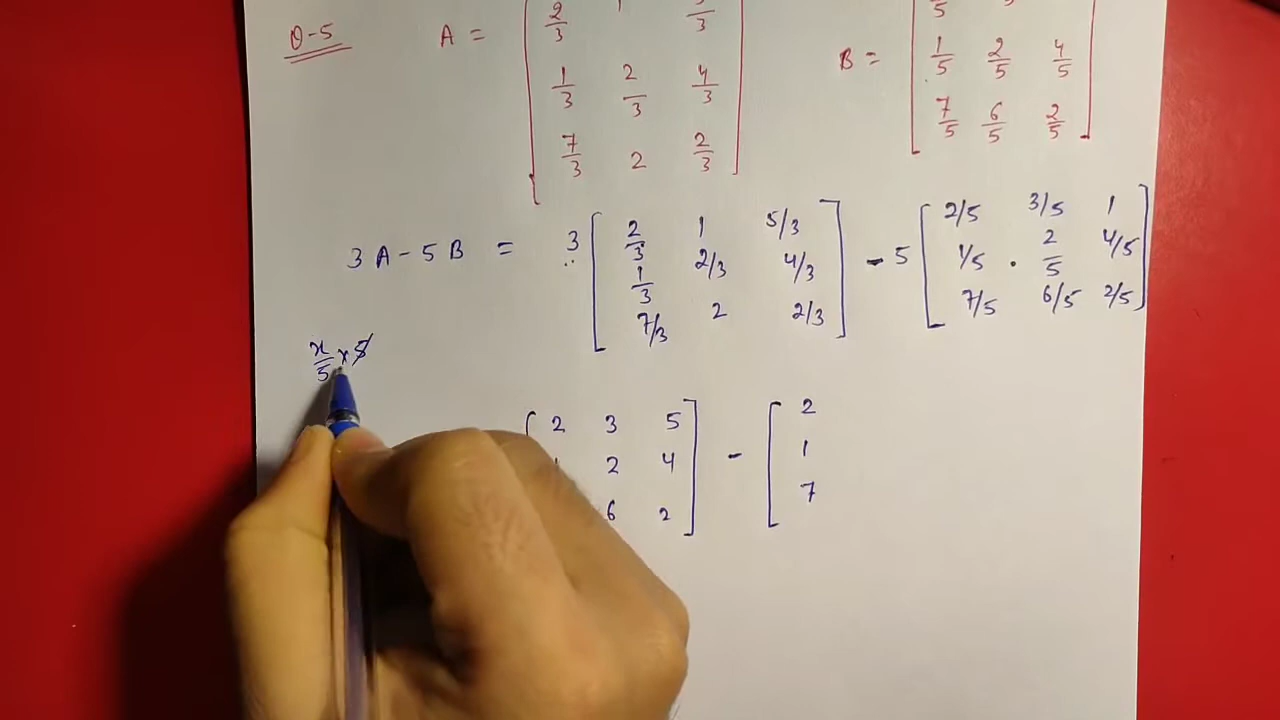 Q-5 A = 2/3 1 /3 B = /5
1/3 2/3 4/3 1/5 2/5 4/5
7/3 2 2/3 7/5 6/5 2/5
3A - 5B = 3 [ 2/3 1 5/3 - 5 [ 2/5 3/5 1
1/3 2/3 4/3 1/5 . 2/5 4/5
7/3 2 2/3 ] 7/5 6/5 2/5 ]
x/5 × 5
[ 2 3 5 - [ 2
2 4 1
6 2 ] 7